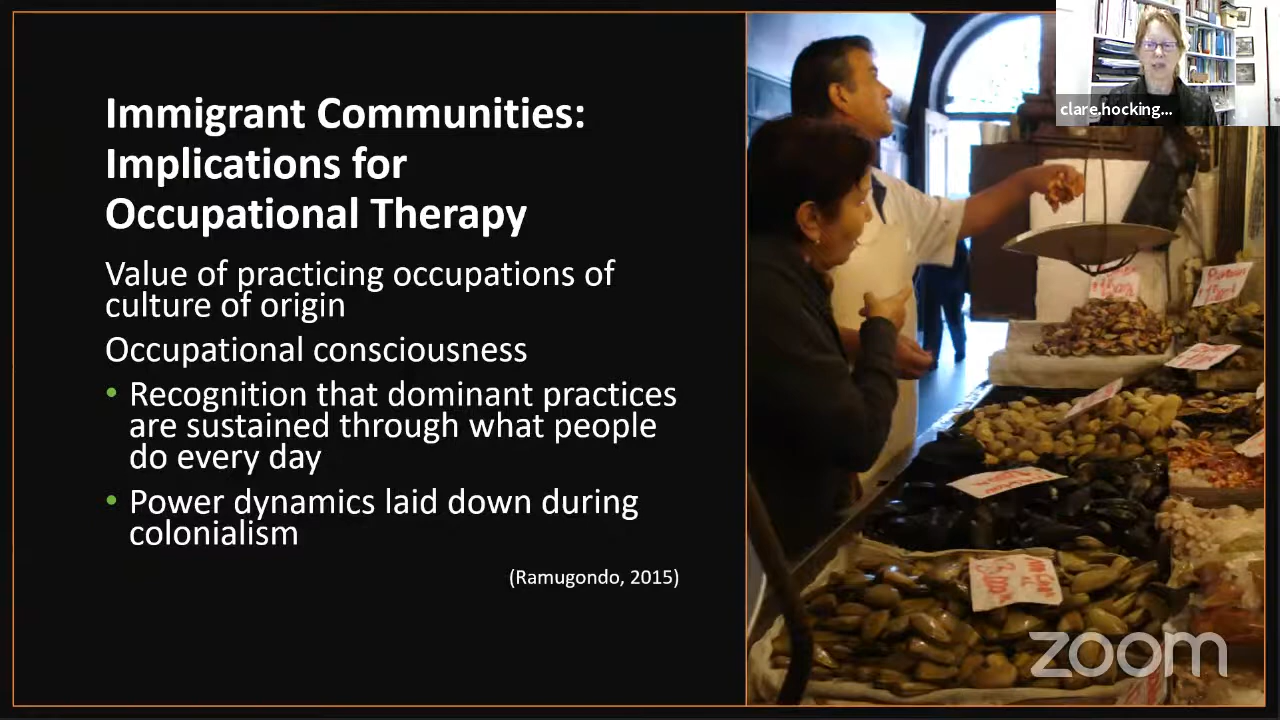 Immigrant Communities:
Implications for
Occupational Therapy
Value of practicing occupations of
culture of origin
Occupational consciousness
• Recognition that dominant practices
are sustained through what people
do every day
• Power dynamics laid down during
colonialism
(Ramugondo, 2015)
clare.hocking...
zoom